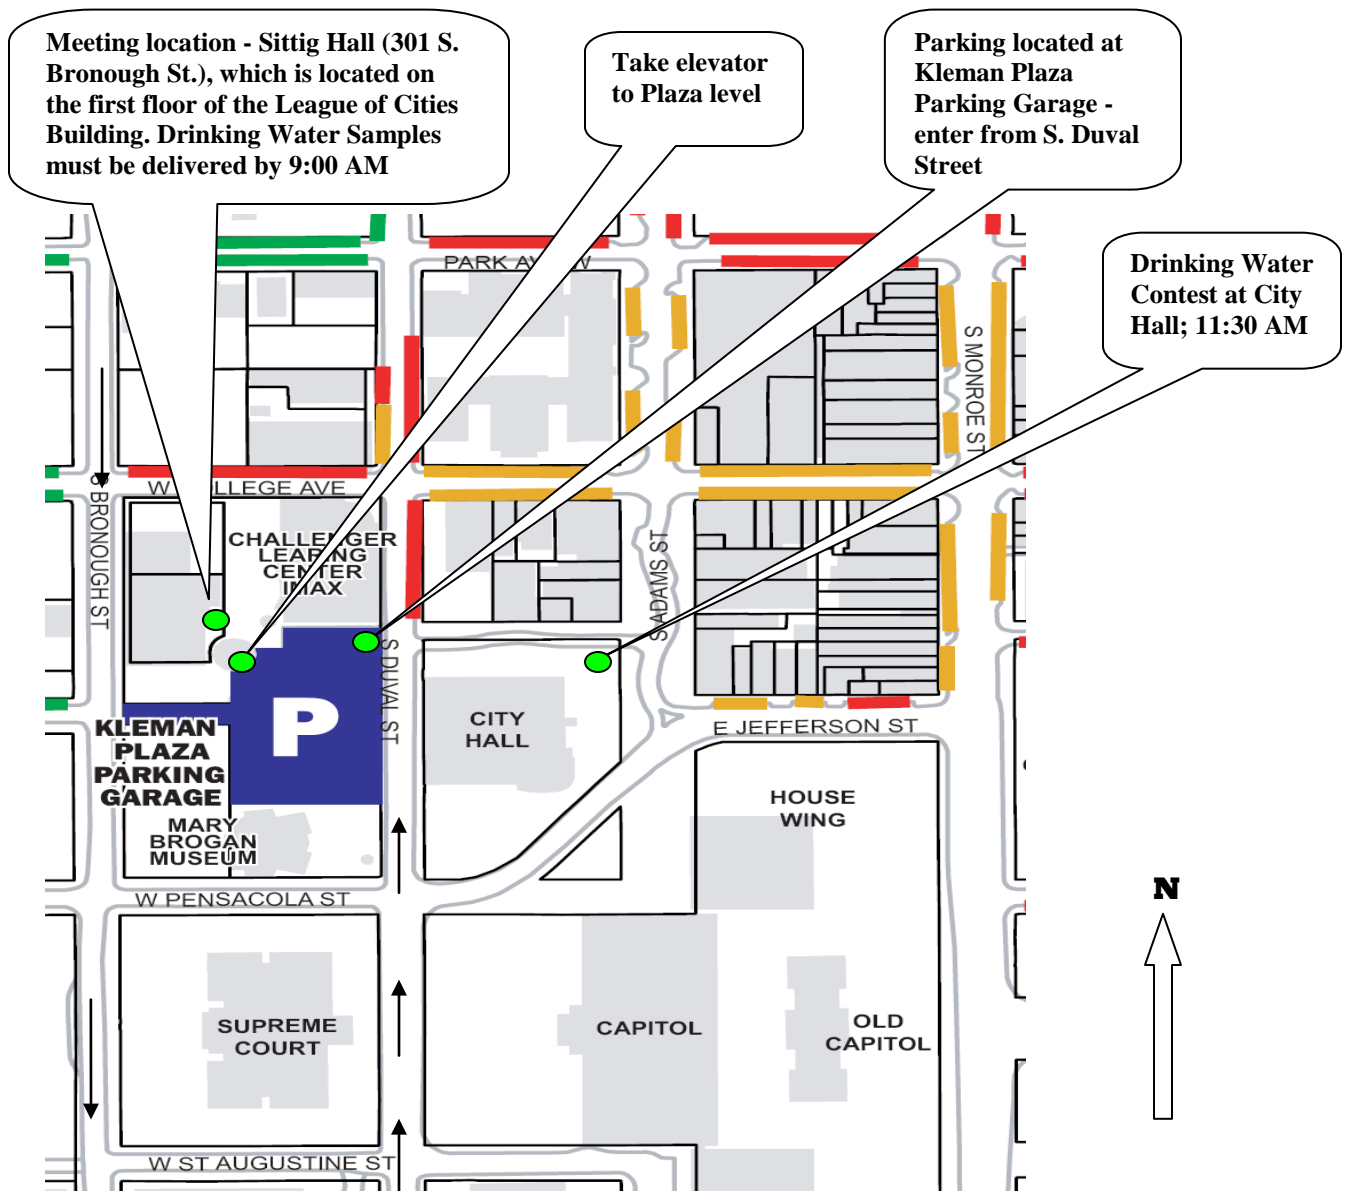 Meeting location - Sittig Hall (301 S.
Bronough St.), which is located on
the first floor of the League of Cities
Building. Drinking Water Samples
must be delivered by 9:00 AM
Take elevator
to Plaza level
Parking located at
Kleman Plaza
Parking Garage -
enter from S. Duval
Street
Drinking Water
Contest at City
Hall; 11:30 AM
PARK AV W
S MONROE ST
W OLLEGE AVE
S BRONOUGH ST
CHALLENGER
LEARING
CENTER
IMAX
S ADAMS ST
S DUVAL ST
P
KLEMAN
PLAZA
PARKING
GARAGE
CITY
HALL
E JEFFERSON ST
HOUSE
WING
MARY
BROGAN
MUSEUM
W PENSACOLA ST
N
SUPREME
COURT
CAPITOL
OLD
CAPITOL
W ST AUGUSTINE ST